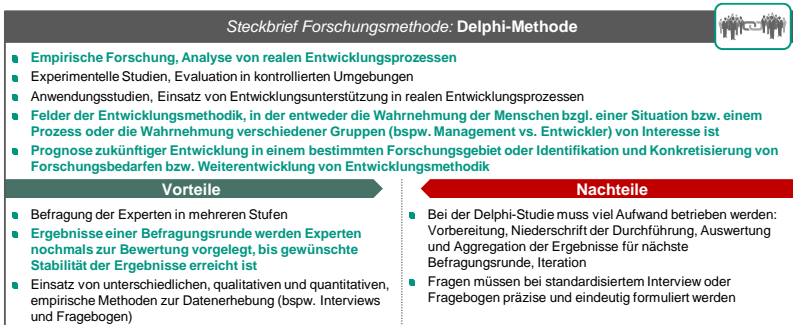 Steckbrief Forschungsmethode: Delphi-Methode
Empirische Forschung, Analyse von realen Entwicklungsprozessen
Experimentelle Studien, Evaluation in kontrollierten Umgebungen
Anwendungsstudien, Einsatz von Entwicklungsunterstützung in realen Entwicklungsprozessen
Felder der Entwicklungsmethodik, in der entweder die Wahrnehmung der Menschen bzgl. einer Situation bzw. einem
Prozess oder die Wahrnehmung verschiedener Gruppen (bspw. Management vs. Entwickler) von Interesse ist
Prognose zukünftiger Entwicklung in einem bestimmten Forschungsgebiet oder Identifikation und Konkretisierung von
Forschungsbedarfen bzw. Weiterentwicklung von Entwicklungsmethodik
Vorteile
Befragung der Experten in mehreren Stufen
Ergebnisse einer Befragungsrunde werden Experten
nochmals zur Bewertung vorgelegt, bis gewünschte
Stabilität der Ergebnisse erreicht ist
Einsatz von unterschiedlichen, qualitativen und quantitativen,
empirische Methoden zur Datenerhebung (bspw. Interviews
und Fragebogen)
Nachteile
Bei der Delphi-Studie muss viel Aufwand betrieben werden:
Vorbereitung, Niederschrift der Durchführung, Auswertung
und Aggregation der Ergebnisse für nächste
Befragungsrunde, Iteration
Fragen müssen bei standardisiertem Interview oder
Fragebogen präzise und eindeutig formuliert werden